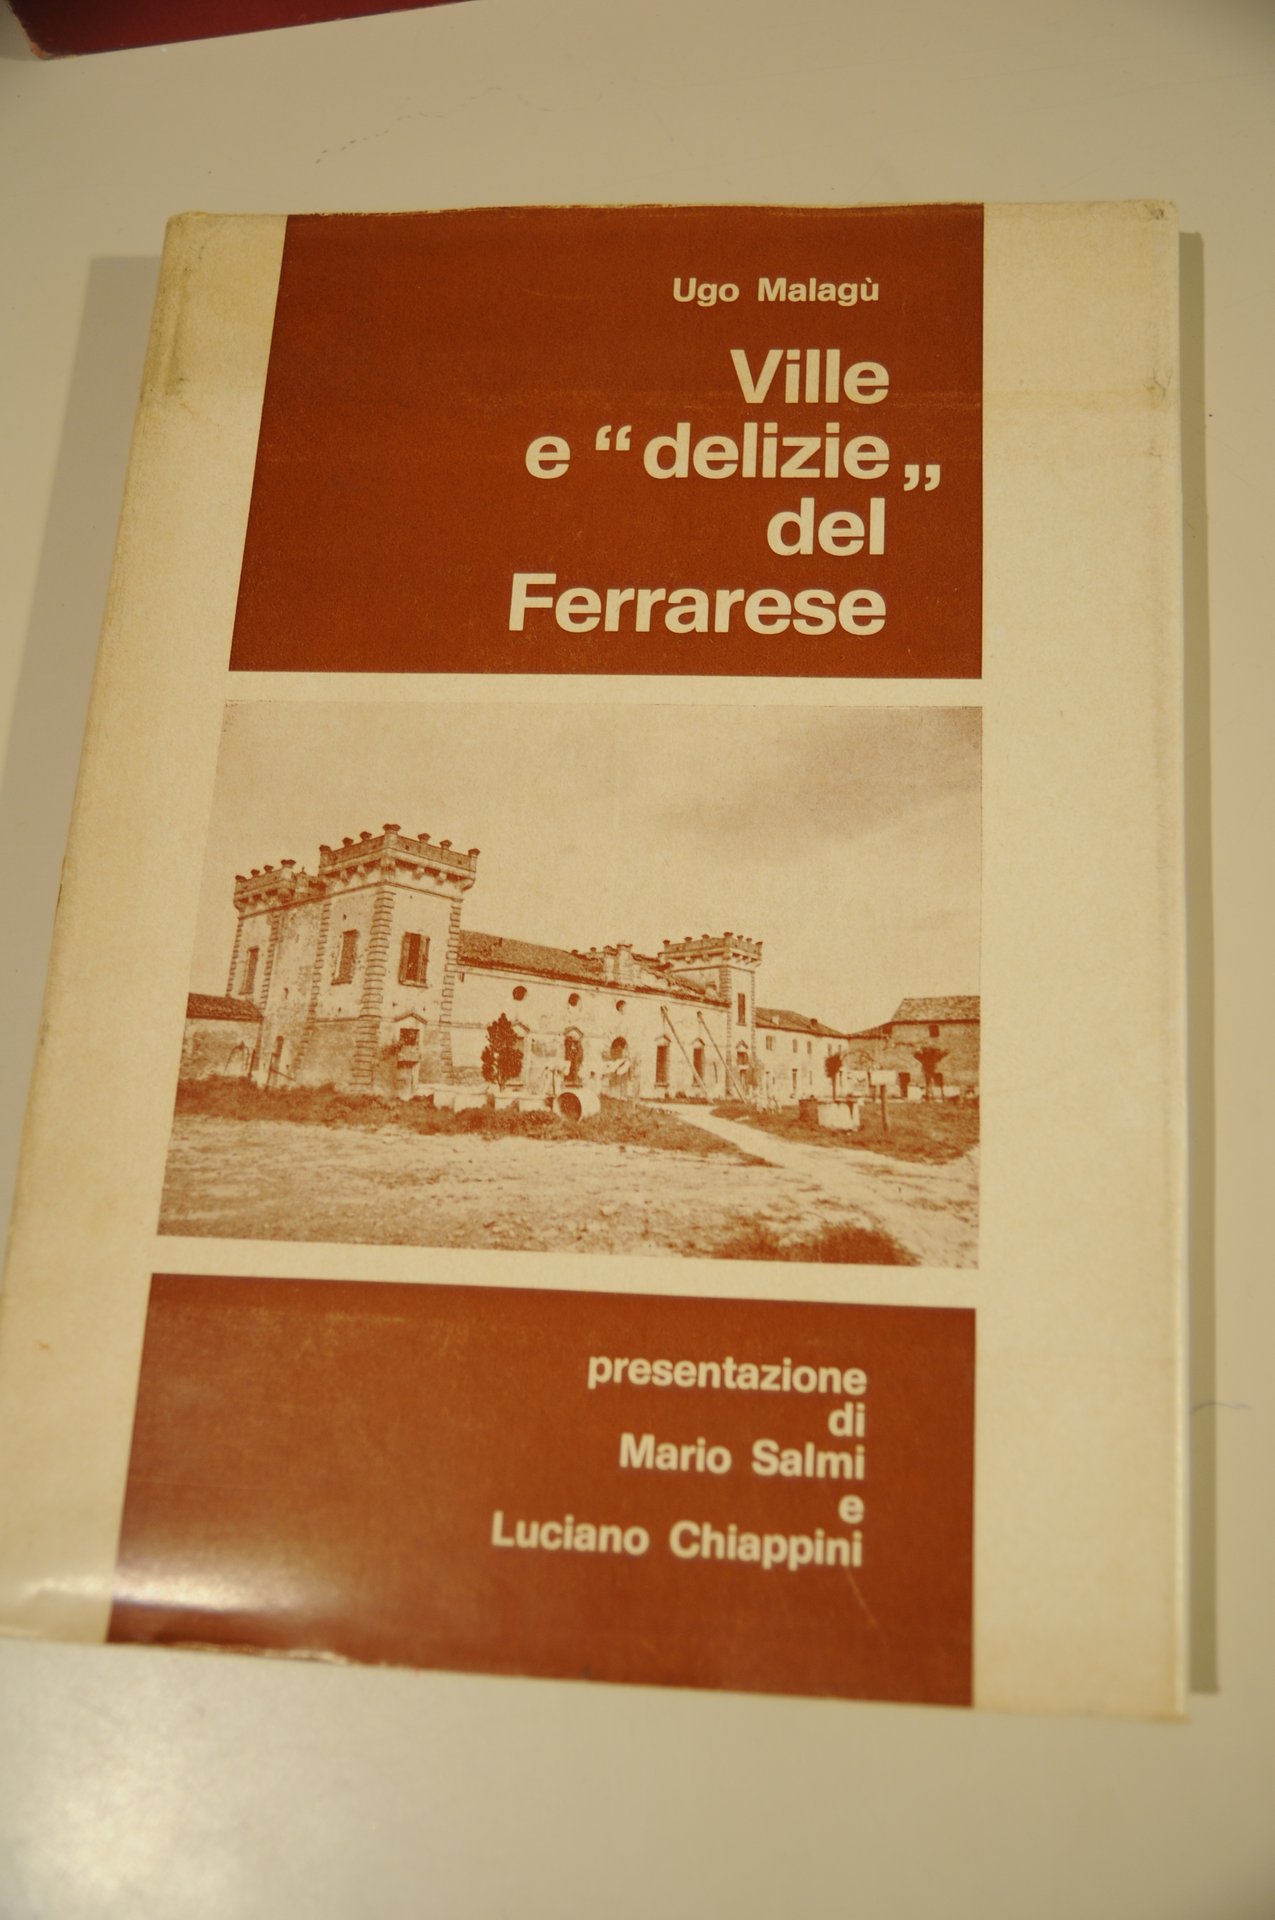 Ugo Malagù
Ville
e “delizie„
del
Ferrarese
presentazione
di
Mario Salmi
e
Luciano Chiappini